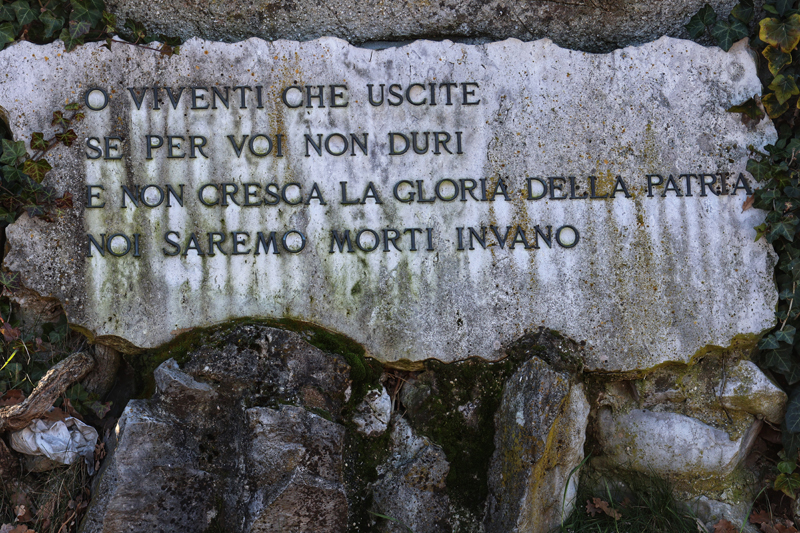 O VIVENTI CHE USCITE
SE PER VOI NON DURI
E NON CRESCA LA GLORIA DELLA PATRIA
NOI SAREMO MORTI INVANO